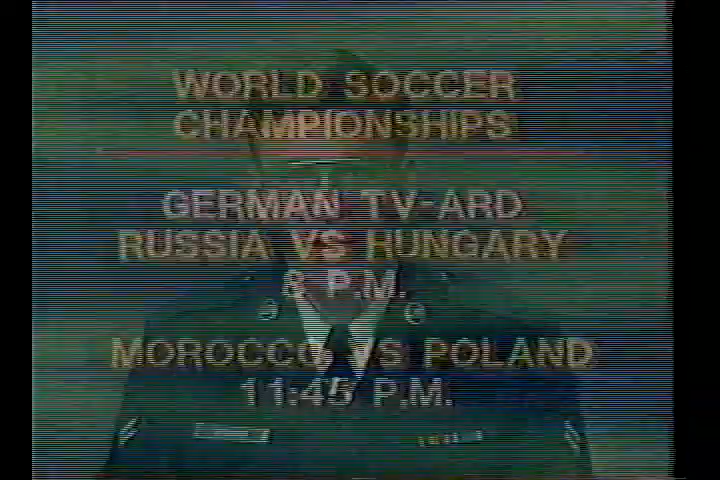 WORLD SOCCER
CHAMPIONSHIPS
GERMAN TV-ARD
RUSSIA VS HUNGARY
8 P.M.
MOROCCO VS POLAND
11:45 P.M.